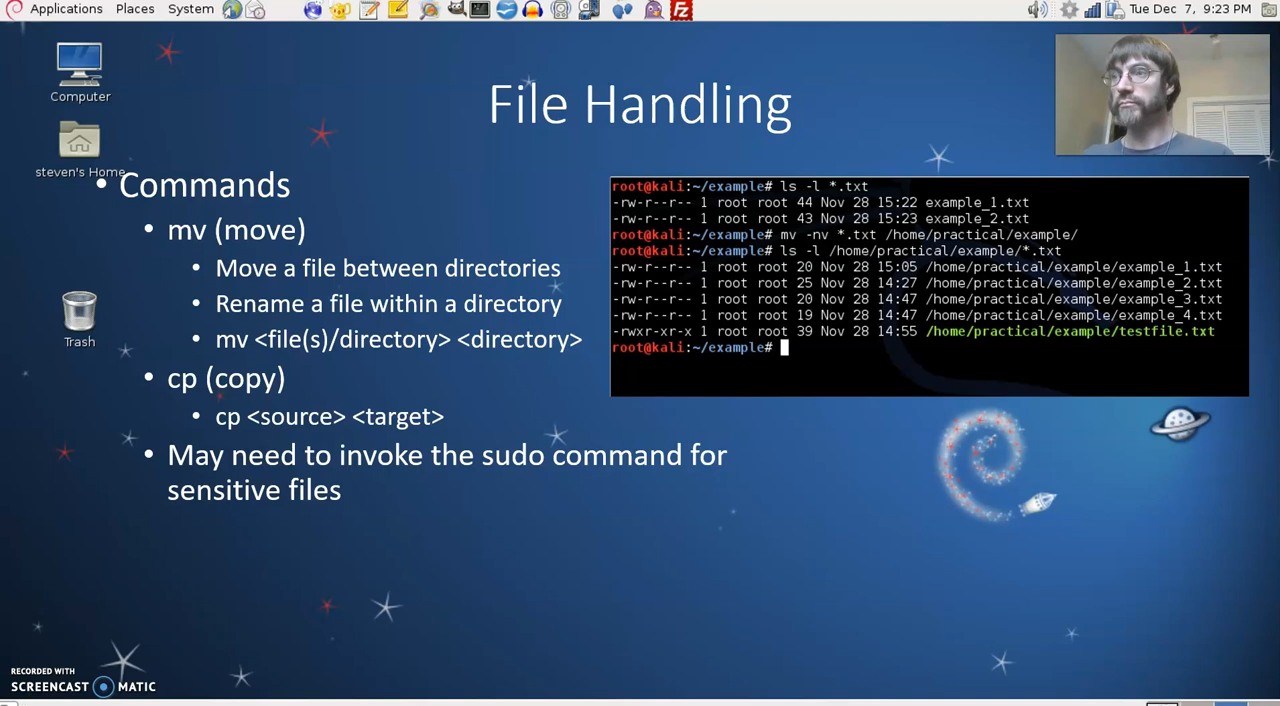 Applications Places System Tue Dec 7, 9:23 PM
Computer
steven's Home
Trash
File Handling
• Commands
• mv (move)
• Move a file between directories
• Rename a file within a directory
• mv <file(s)/directory> <directory>
• cp (copy)
• cp <source> <target>
• May need to invoke the sudo command for
sensitive files
root@kali:~/example# ls -l *.txt
-rw-r--r-- 1 root root 44 Nov 28 15:22 example_1.txt
-rw-r--r-- 1 root root 43 Nov 28 15:23 example_2.txt
root@kali:~/example# mv -nv *.txt /home/practical/example/
root@kali:~/example# ls -l /home/practical/example/*.txt
-rw-r--r-- 1 root root 20 Nov 28 15:05 /home/practical/example/example_1.txt
-rw-r--r-- 1 root root 25 Nov 28 14:27 /home/practical/example/example_2.txt
-rw-r--r-- 1 root root 20 Nov 28 14:47 /home/practical/example/example_3.txt
-rw-r--r-- 1 root root 19 Nov 28 14:47 /home/practical/example/example_4.txt
-rwxr-xr-x 1 root root 39 Nov 28 14:55 /home/practical/example/testfile.txt
root@kali:~/example#
RECORDED WITH
SCREENCAST MATIC
Fz